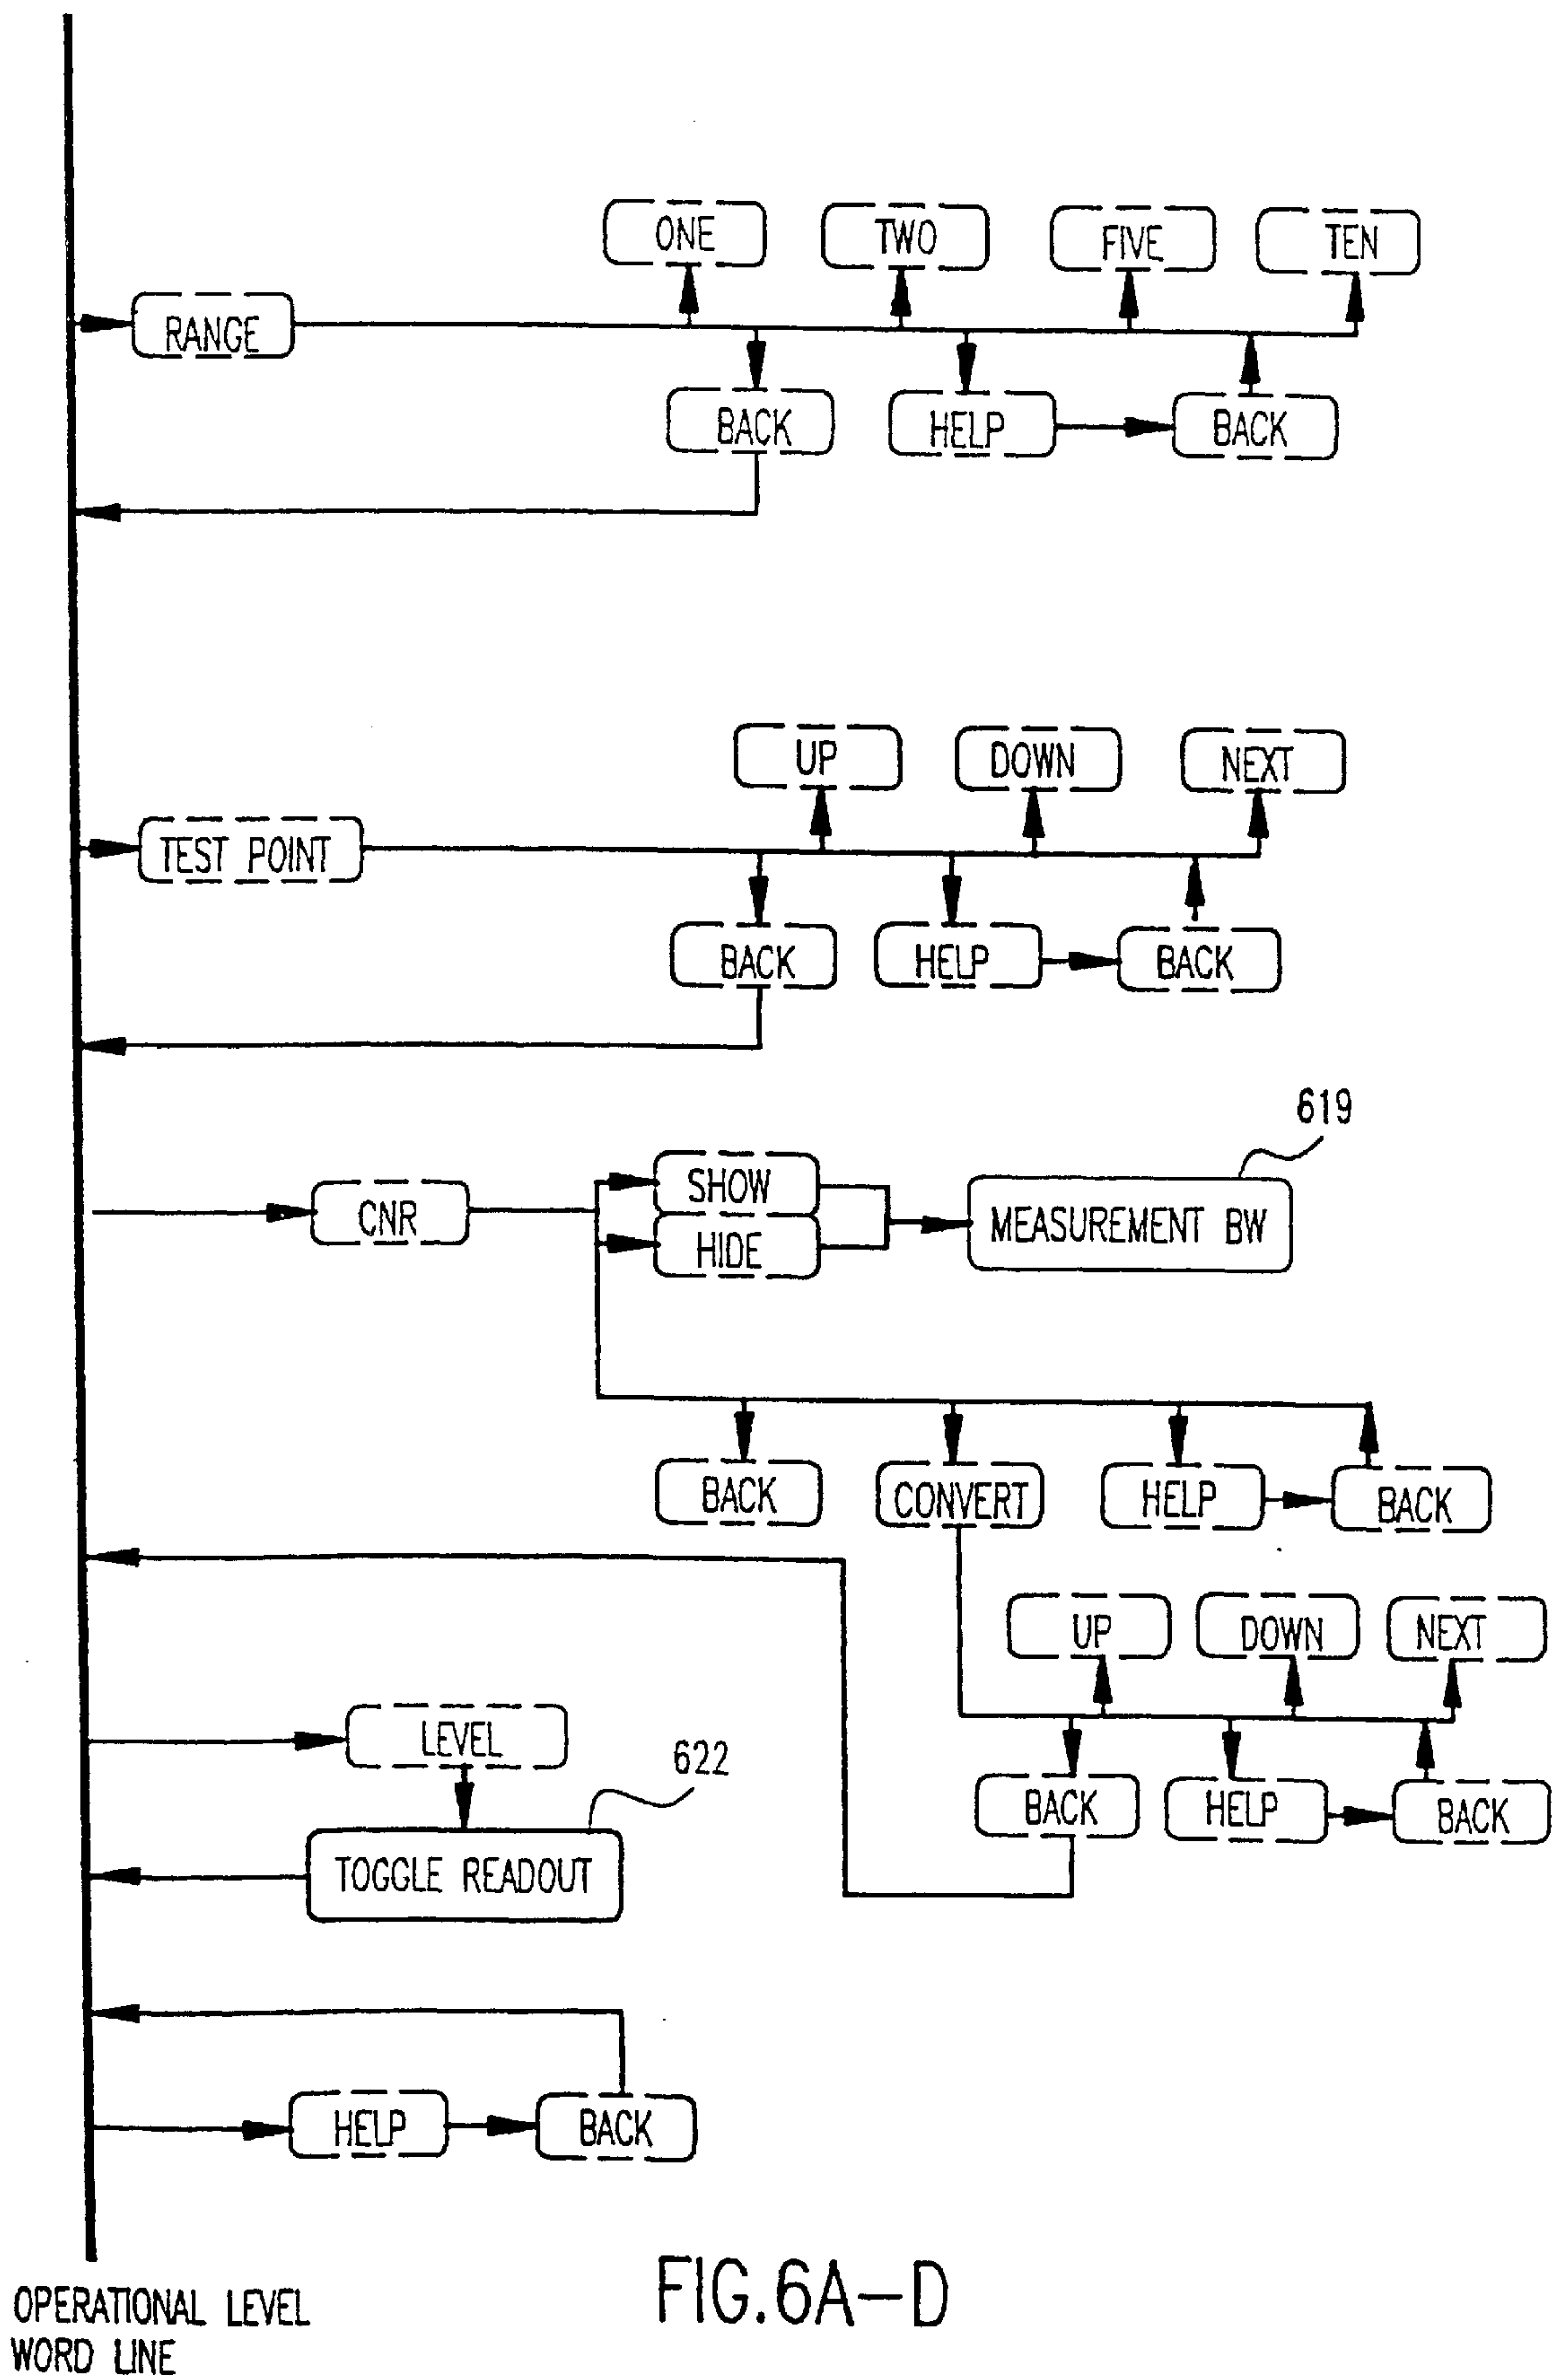 ONE
TWO
FIVE
TEN
RANGE
BACK
HELP
BACK
UP
DOWN
NEXT
TEST POINT
BACK
HELP
BACK
619
SHOW
CNR
MEASUREMENT BW
HIDE
BACK
CONVERT
HELP
BACK
UP
DOWN
NEXT
LEVEL
622
BACK
HELP
BACK
TOGGLE READOUT
HELP
BACK
FIG.6A-D
OPERATIONAL LEVEL
WORD LINE